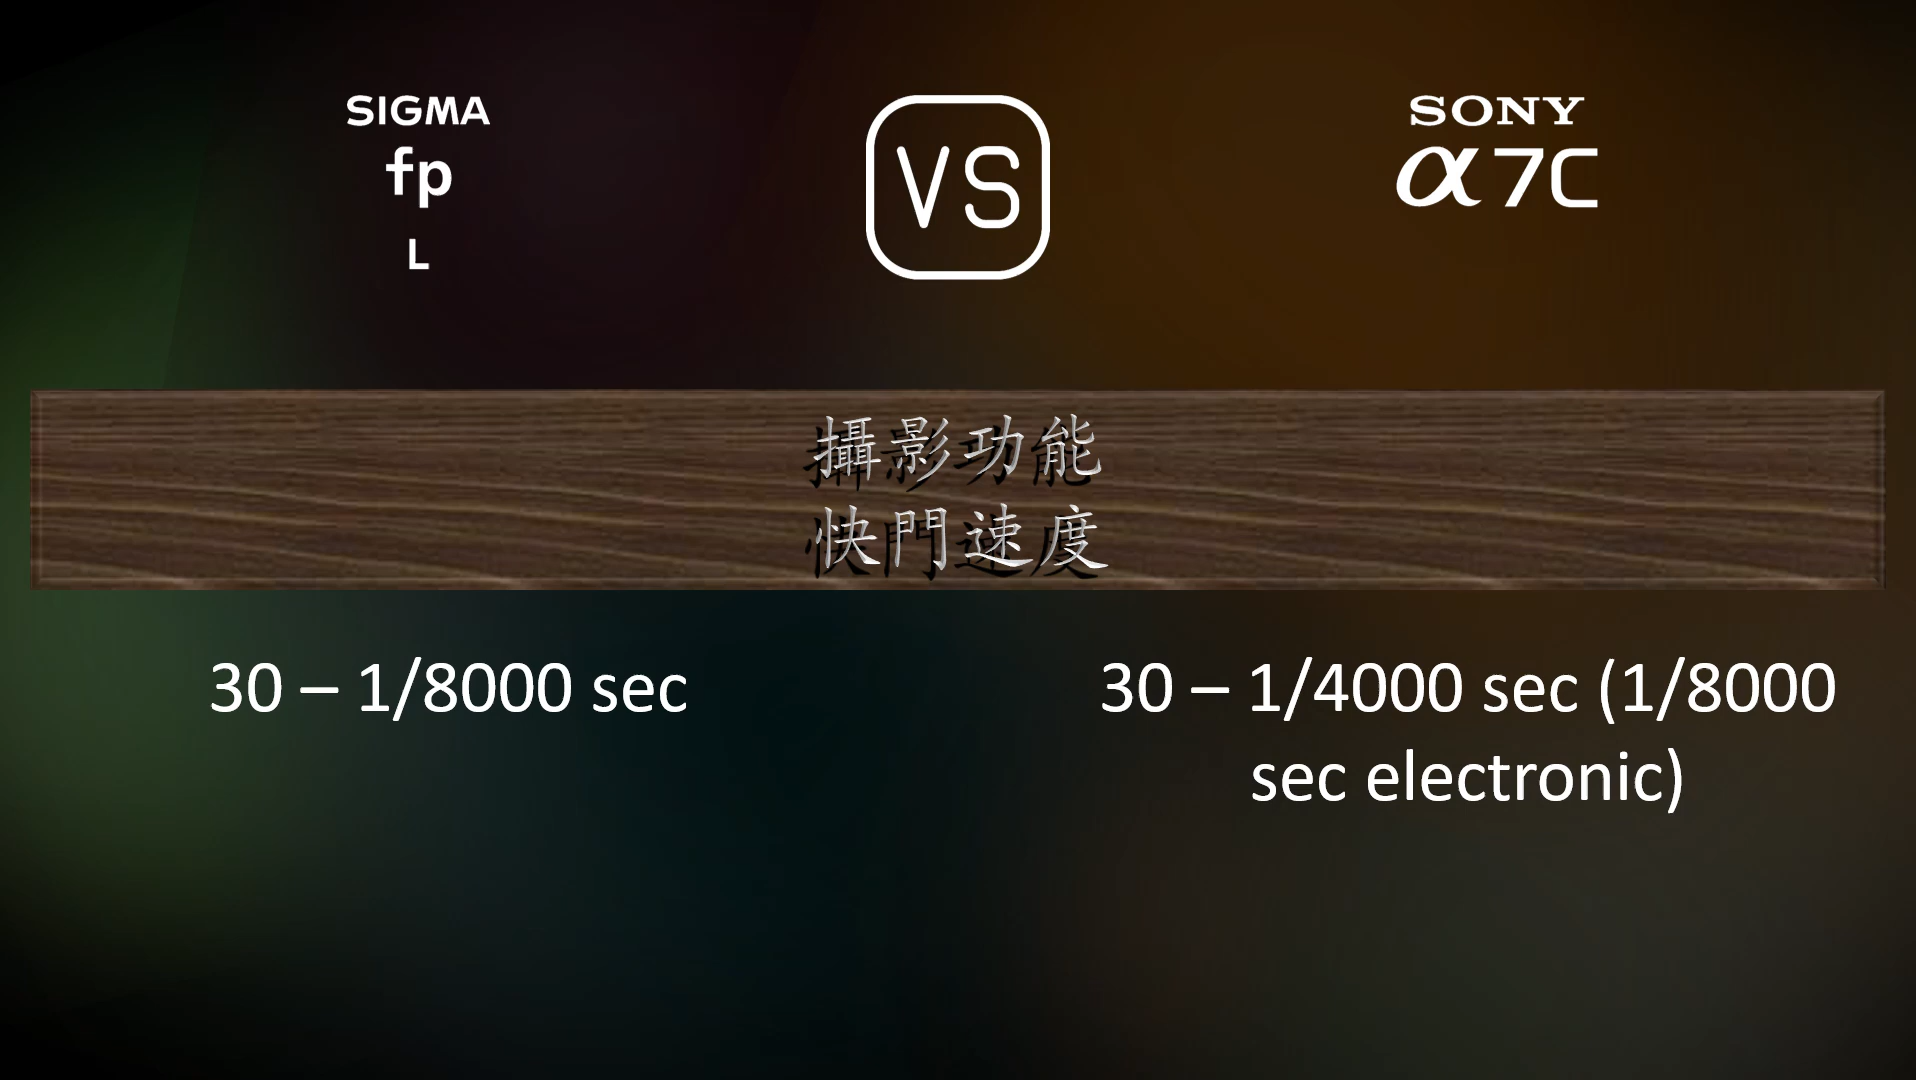 SIGMA
fp
L
VS
SONY
α7C
攝影功能
快門速度
30 – 1/8000 sec
30 – 1/4000 sec (1/8000
sec electronic)